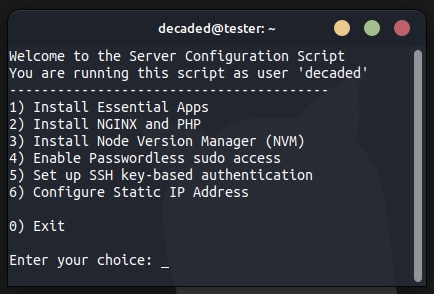 decaded@tester: ~
Welcome to the Server Configuration Script
You are running this script as user 'decaded'
----------------------------------------
1) Install Essential Apps
2) Install NGINX and PHP
3) Install Node Version Manager (NVM)
4) Enable Passwordless sudo access
5) Set up SSH key-based authentication
6) Configure Static IP Address
0) Exit
Enter your choice: _